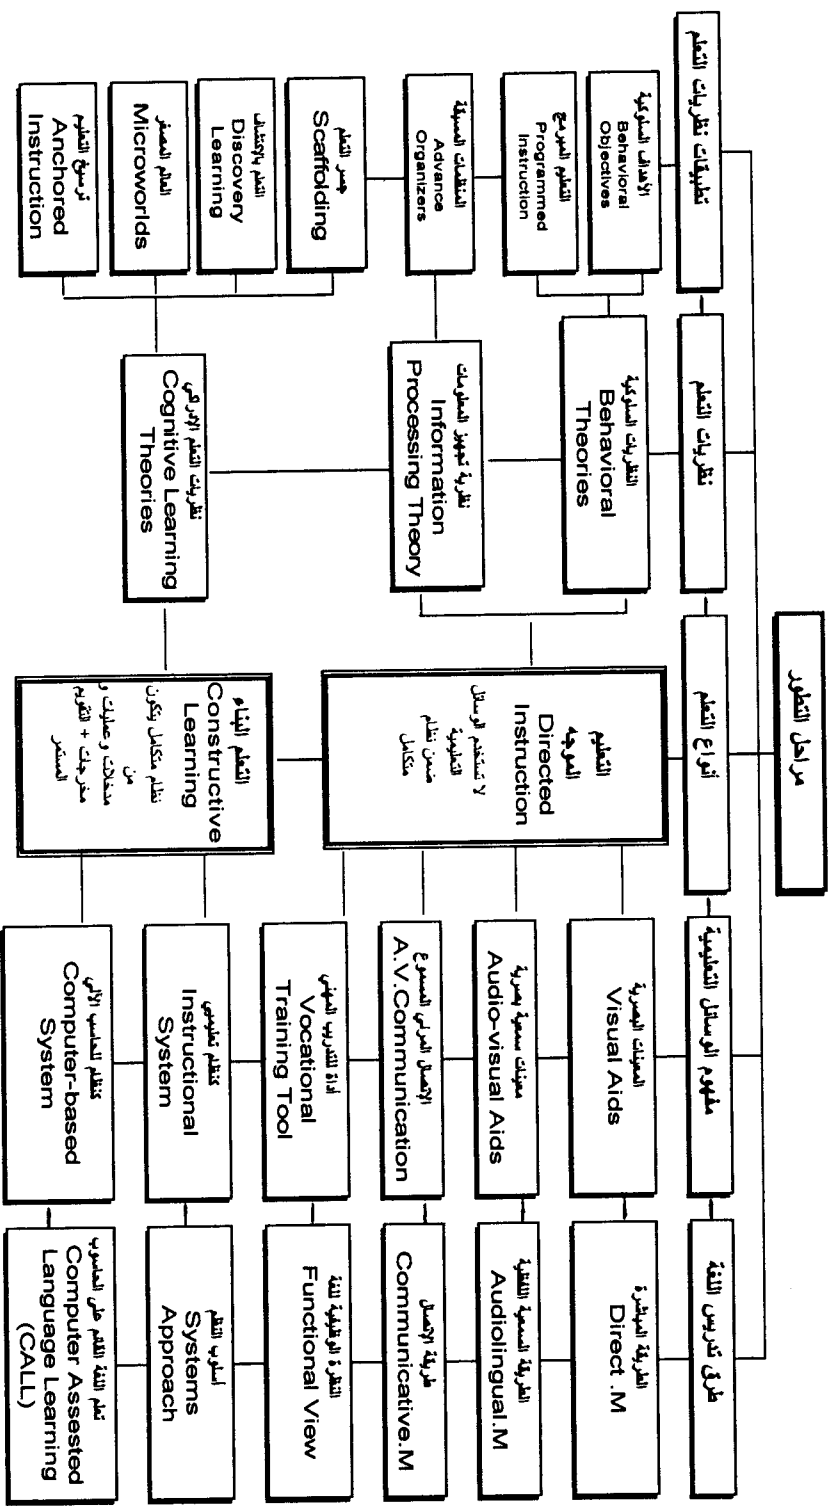 مراحل التطور
تطبيقات نظريات التعلم
نظريات التعلم
أنواع التعلم
مفهوم الوسائل التعليمية
طرق تدريس اللغة
الأهداف السلوكية
Behavioral
Objectives
التعليم المبرمج
Programmed
Instruction
المنظمات المسبقة
Advance
Organizers
جسر التعلم
Scaffolding
التعلم بالإكتشاف
Discovery
Learning
العالم المصغر
Microworlds
ترسيخ التعليم
Anchored
Instruction
النظريات السلوكية
Behavioral
Theories
نظرية تجهيز المعلومات
Information
Processing Theory
نظريات التعلم الإدراكي
Cognitive Learning
Theories
التعليم
الموجه
Directed
Instruction
لا تستخدم الوسائل
التعليمية
ضمن نظام
متكامل
التعلم البناء
Constructive
Learning
نظام متكامل يتكون
من
مدخلات وعمليات و
مخرجات + التقويم
المستمر
المعينات البصرية
Visual Aids
معينات سمعية بصرية
Audio-visual Aids
الإتصال المرئي المسموع
A.V.Communication
أداة للتدريب المهني
Vocational
Training Tool
كنظام تعليمي
Instructional
System
كنظام للحاسب الآلي
Computer-based
System
الطريقة المباشرة
Direct .M
الطريقة السمعية اللفظية
Audiolingual.M
طريقة الإتصال
Communicative.M
النظرة الوظيفية للغة
Functional View
أسلوب النظم
Systems
Approach
تعلم اللغة القائم على الحاسوب
Computer Assested
Language Learning
(CALL)